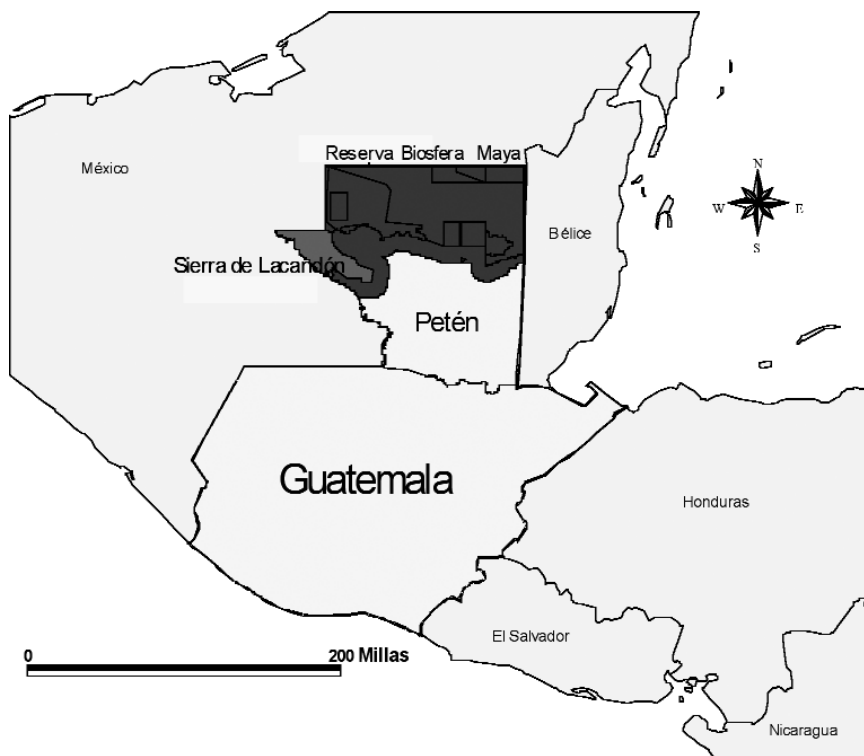 Reserva Biosfera Maya
México
N
W
E
S
Bélice
Sierra de Lacandón
Petén
Guatemala
Honduras
El Salvador
0
200 Millas
Nicaragua